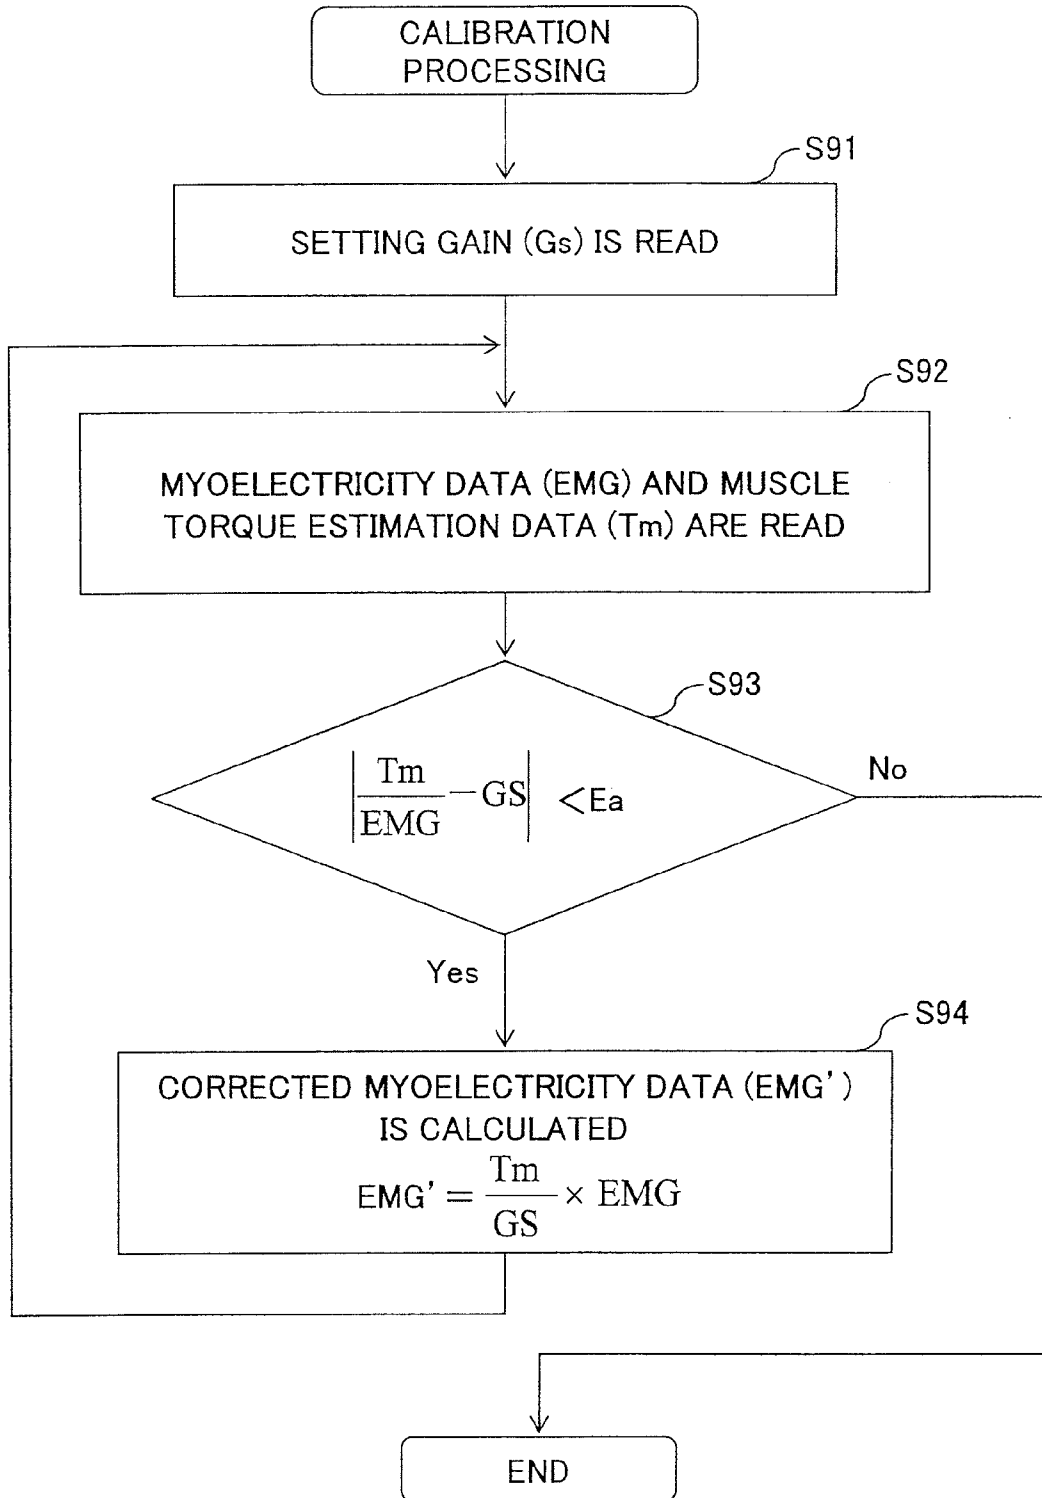 CALIBRATION
PROCESSING
S91
SETTING GAIN (Gs) IS READ
S92
MYOELECTRICITY DATA (EMG) AND MUSCLE
TORQUE ESTIMATION DATA (Tm) ARE READ
S93
|Tm/EMG－GS| <Ea
No
Yes
S94
CORRECTED MYOELECTRICITY DATA (EMG')
IS CALCULATED
EMG' = Tm/GS × EMG
END